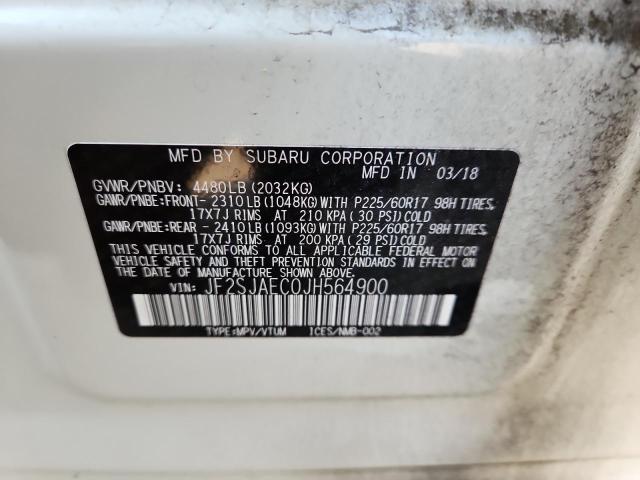 MFD BY SUBARU CORPORATION
MFD IN 03/18
GVWR/PNBV: 4480LB(2032KG)
GAWR/PNBE:FRONT- 2310LB(1048KG)WITH P225/60R17 98H TIRES,
17X7J RIMS AT 210 KPA(30 PSI)COLD
GAWR/PNBE:REAR - 2410LB(1093KG)WITH P225/60R17 98H TIRES,
17X7J RIMS AT 200 KPA(29 PSI)COLD
THIS VEHICLE CONFORMS TO ALL APPLICABLE FEDERAL MOTOR
VEHICLE SAFETY AND THEFT PREVENTION STANDARDS IN EFFECT
ON THE DATE OF MANUFACTURE SHOWN ABOVE.
VIN: JF2SJAEC0JH564900
TYPE:MPV/VTUM ICES/NMB-002